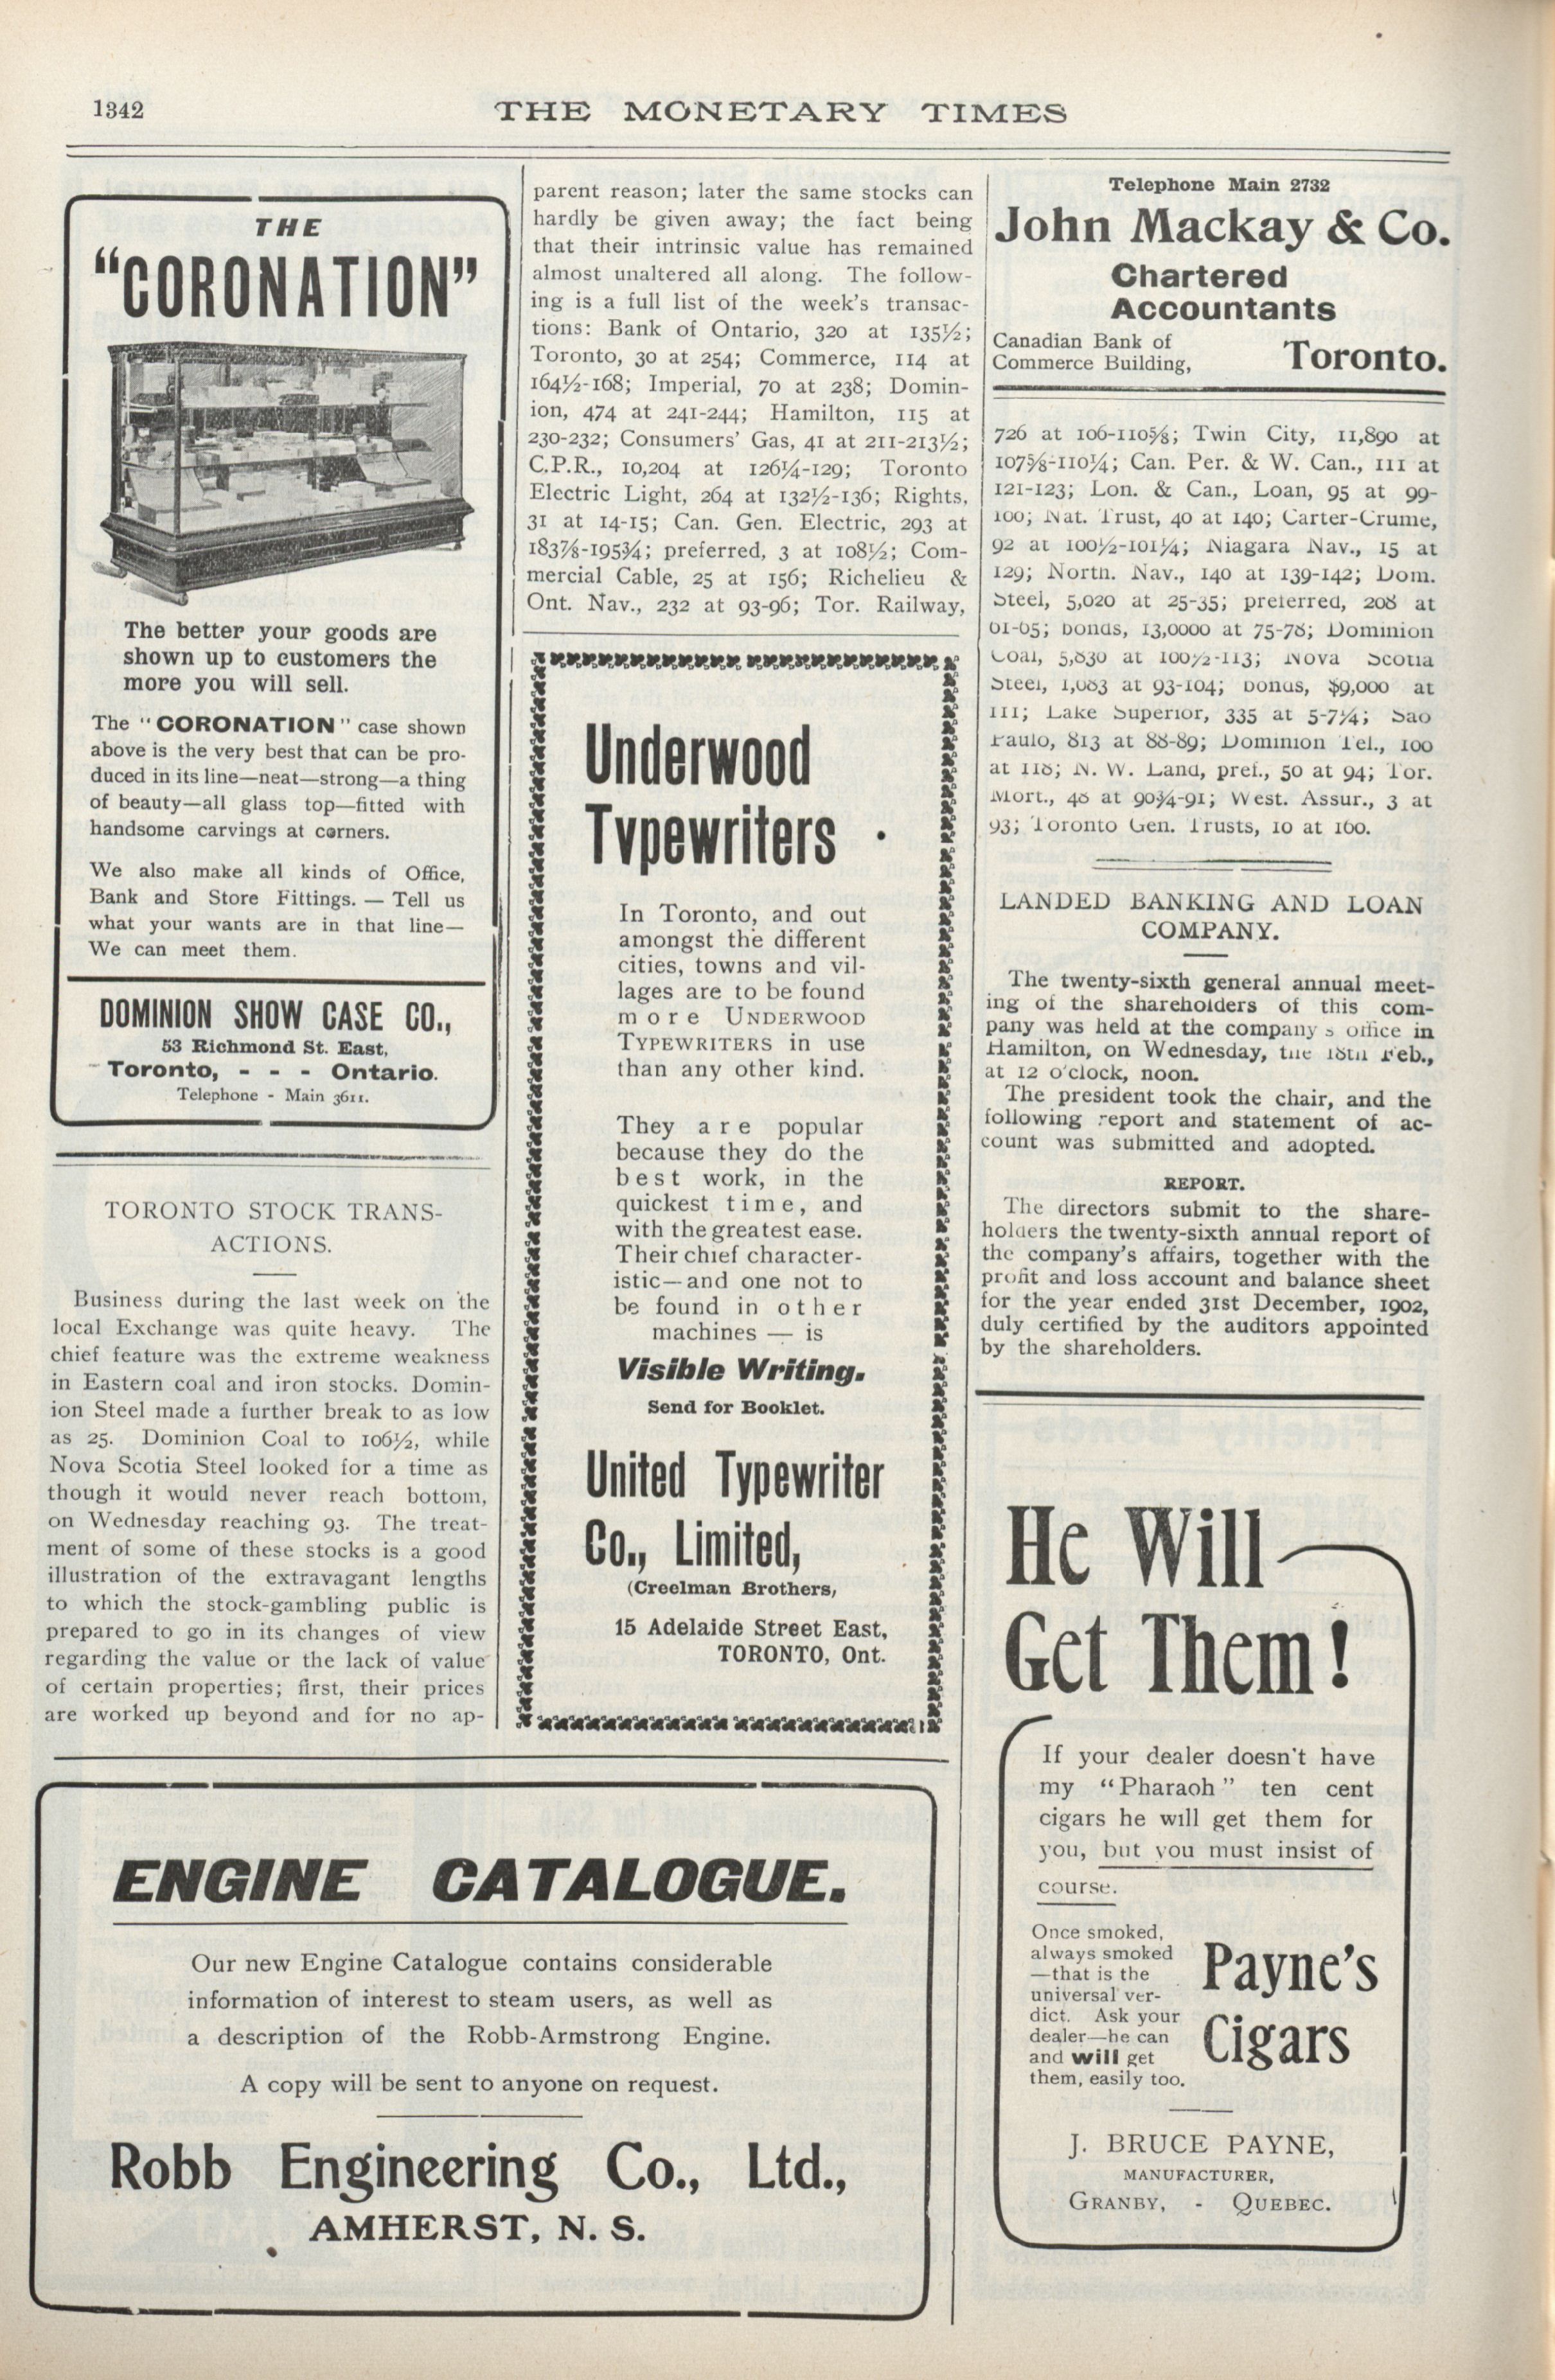 1342
THE MONETARY TIMES
THE
“CORONATION”
The better your goods are
shown up to customers the
more you will sell.
The “CORONATION” case shown
above is the very best that can be pro-
duced in its line—neat—strong—a thing
of beauty—all glass top—fitted with
handsome carvings at corners.
We also make all kinds of Office,
Bank and Store Fittings. — Tell us
what your wants are in that line—
We can meet them.
DOMINION SHOW CASE CO.,
53 Richmond St. East,
Toronto, - - - Ontario.
Telephone - Main 3611.
TORONTO STOCK TRANS-
ACTIONS.
Business during the last week on the
local Exchange was quite heavy. The
chief feature was the extreme weakness
in Eastern coal and iron stocks. Domin-
ion Steel made a further break to as low
as 25. Dominion Coal to 106½, while
Nova Scotia Steel looked for a time as
though it would never reach bottom,
on Wednesday reaching 93. The treat-
ment of some of these stocks is a good
illustration of the extravagant lengths
to which the stock-gambling public is
prepared to go in its changes of view
regarding the value or the lack of value
of certain properties; first, their prices
are worked up beyond and for no ap-
parent reason; later the same stocks can
hardly be given away; the fact being
that their intrinsic value has remained
almost unaltered all along. The follow-
ing is a full list of the week's transac-
tions: Bank of Ontario, 320 at 135½;
Toronto, 30 at 254; Commerce, 114 at
164½-168; Imperial, 70 at 238; Domin-
ion, 474 at 241-244; Hamilton, 115 at
230-232; Consumers' Gas, 41 at 211-213½;
C.P.R., 10,204 at 126¼-129; Toronto
Electric Light, 264 at 132½-136; Rights,
31 at 14-15; Can. Gen. Electric, 293 at
183⅞-195¾; preferred, 3 at 108½; Com-
mercial Cable, 25 at 156; Richelieu &
Ont. Nav., 232 at 93-96; Tor. Railway,
Underwood
Typewriters
In Toronto, and out
amongst the different
cities, towns and vil-
lages are to be found
more UNDERWOOD
TYPEWRITERS in use
than any other kind.
They are popular
because they do the
best work, in the
quickest time, and
with the greatest ease.
Their chief character-
istic—and one not to
be found in other
machines — is
Visible Writing.
Send for Booklet.
United Typewriter
Co., Limited,
(Creelman Brothers,
15 Adelaide Street East,
TORONTO, Ont.
Telephone Main 2732
John Mackay & Co.
Chartered
Accountants
Canadian Bank of
Commerce Building,
Toronto.
726 at 106-110⅝; Twin City, 11,890 at
107⅝-110¼; Can. Per. & W. Can., 111 at
121-123; Lon. & Can., Loan, 95 at 99-
100; Nat. Trust, 40 at 140; Carter-Crume,
92 at 100½-101¼; Niagara Nav., 15 at
129; North. Nav., 140 at 139-142; Dom.
Steel, 5,020 at 25-35; preferred, 208 at
bonds, 13,0000 at 75-78; Dominion
Coal, 5,830 at 100½-113; Nova Scotia
Steel, 1,083 at 93-104; bonds, $9,000 at
111; Lake Superior, 335 at 5-7¼; Sao
Paulo, 813 at 88-89; Dominion Tel., 100
at 118; N. W. Land, pref., 50 at 94; Tor.
Mort., 48 at 90¾-91; West. Assur., 3 at
93; Toronto Gen. Trusts, 10 at 160.
LANDED BANKING AND LOAN
COMPANY.
The twenty-sixth general annual meet-
ing of the shareholders of this com-
pany was held at the company s office in
Hamilton, on Wednesday, the 18th Feb.,
at 12 o'clock, noon.
The president took the chair, and the
following report and statement of ac-
count was submitted and adopted.
REPORT.
The directors submit to the share-
holders the twenty-sixth annual report of
the company's affairs, together with the
profit and loss account and balance sheet
for the year ended 31st December, 1902,
duly certified by the auditors appointed
by the shareholders.
He Will
Get Them!
If your dealer doesn't have
my “Pharaoh” ten cent
cigars he will get them for
you, but you must insist of
course.
Once smoked,
always smoked
—that is the
universal ver-
dict. Ask your
dealer—he can
and will get
them, easily too.
Payne's
Cigars
J. BRUCE PAYNE,
MANUFACTURER,
GRANBY, - QUEBEC.
ENGINE CATALOGUE.
Our new Engine Catalogue contains considerable
information of interest to steam users, as well as
a description of the Robb-Armstrong Engine.
A copy will be sent to anyone on request.
Robb Engineering Co., Ltd.,
AMHERST, N. S.